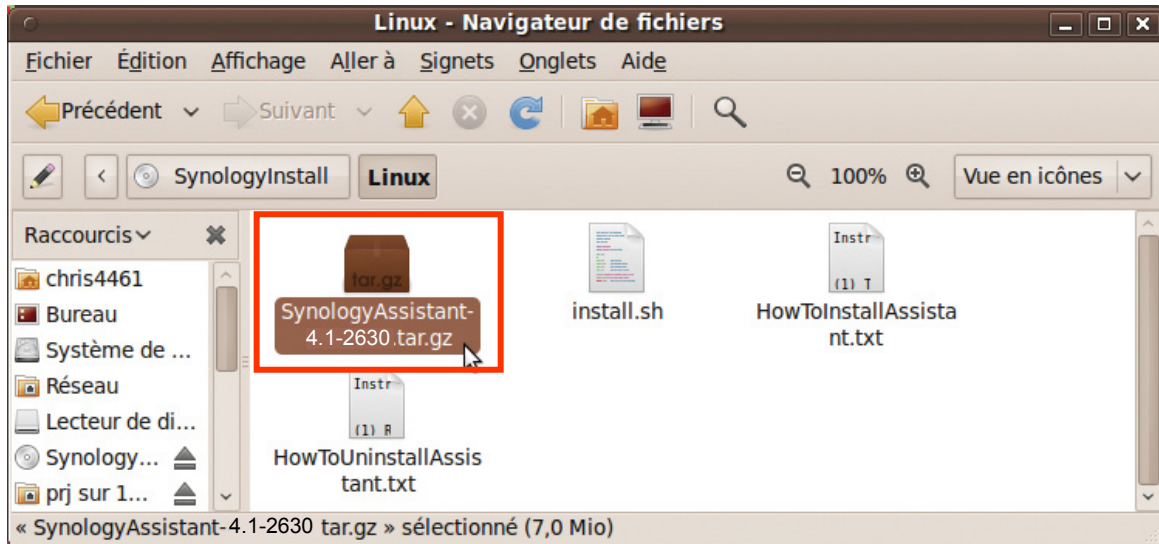 Linux - Navigateur de fichiers
Fichier Édition Affichage Aller à Signets Onglets Aide
Précédent Suivant
SynologyInstall Linux 100% Vue en icônes
Raccourcis
chris4461
Bureau
Système de ...
Réseau
Lecteur de di...
Synology...
prj sur 1...
tar.gz
SynologyAssistant-
4.1-2630.tar.gz
install.sh
Instr
(1) T
HowToInstallAssista
nt.txt
Instr
(1) R
HowToUninstallAssis
tant.txt
« SynologyAssistant-4.1-2630 tar.gz » sélectionné (7,0 Mio)